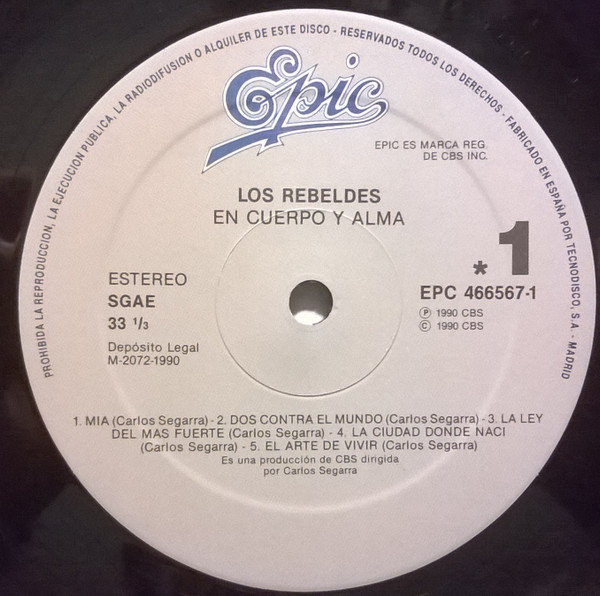 PROHIBIDA LA REPRODUCCION, LA EJECUCION PUBLICA, LA RADIODIFUSION O ALQUILER DE ESTE DISCO - RESERVADOS TODOS LOS DERECHOS - FABRICADO EN ESPAÑA POR TECNODISCO, S.A. - MADRID
Epic
EPIC ES MARCA REG.
DE CBS INC.
LOS REBELDES
EN CUERPO Y ALMA
* 1
ESTEREO
SGAE
33 1/3
Depósito Legal
M-2072-1990
EPC 466567-1
Ⓟ 1990 CBS
© 1990 CBS
1. MIA (Carlos Segarra) - 2. DOS CONTRA EL MUNDO (Carlos Segarra) - 3. LA LEY
DEL MAS FUERTE (Carlos Segarra) - 4. LA CIUDAD DONDE NACI
(Carlos Segarra) - 5. EL ARTE DE VIVIR (Carlos Segarra)
Es una producción de CBS dirigida
por Carlos Segarra